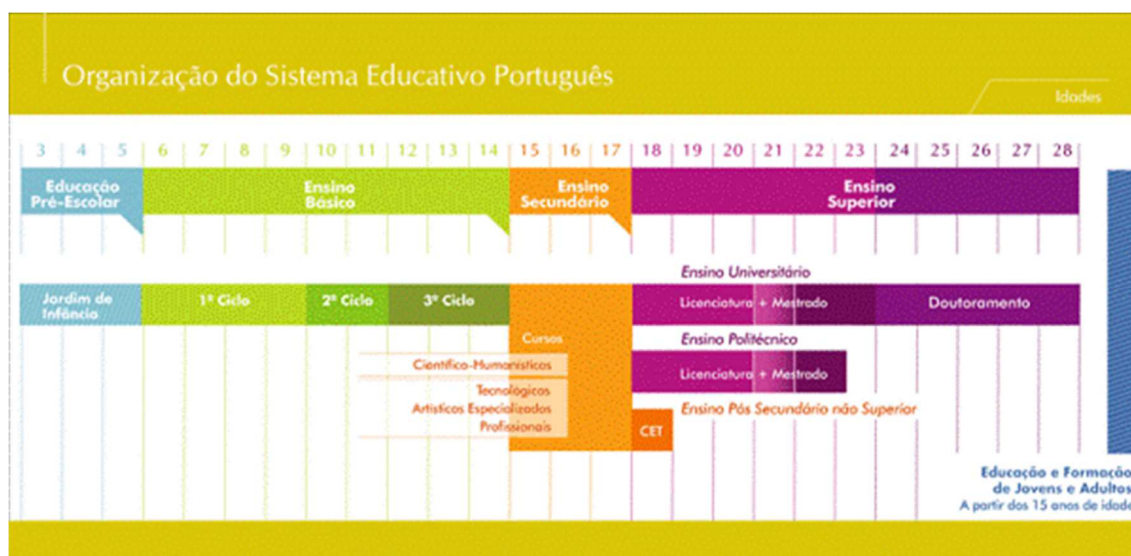 Organização do Sistema Educativo Português
Idades
3 4 5 6 7 8 9 10 11 12 13 14 15 16 17 18 19 20 21 22 23 24 25 26 27 28
Educação
Pré-Escolar
Ensino
Básico
Ensino
Secundário
Ensino
Superior
Ensino Universitário
Jardim de
Infância
1º Ciclo
2º Ciclo
3º Ciclo
Licenciatura + Mestrado
Doutoramento
Cursos
Científico-Humanísticos
Tecnológicos
Artísticos Especializados
Profissionais
Ensino Politécnico
Licenciatura + Mestrado
Ensino Pós Secundário não Superior
CET
Educação e Formação
de Jovens e Adultos
A partir dos 15 anos de idade